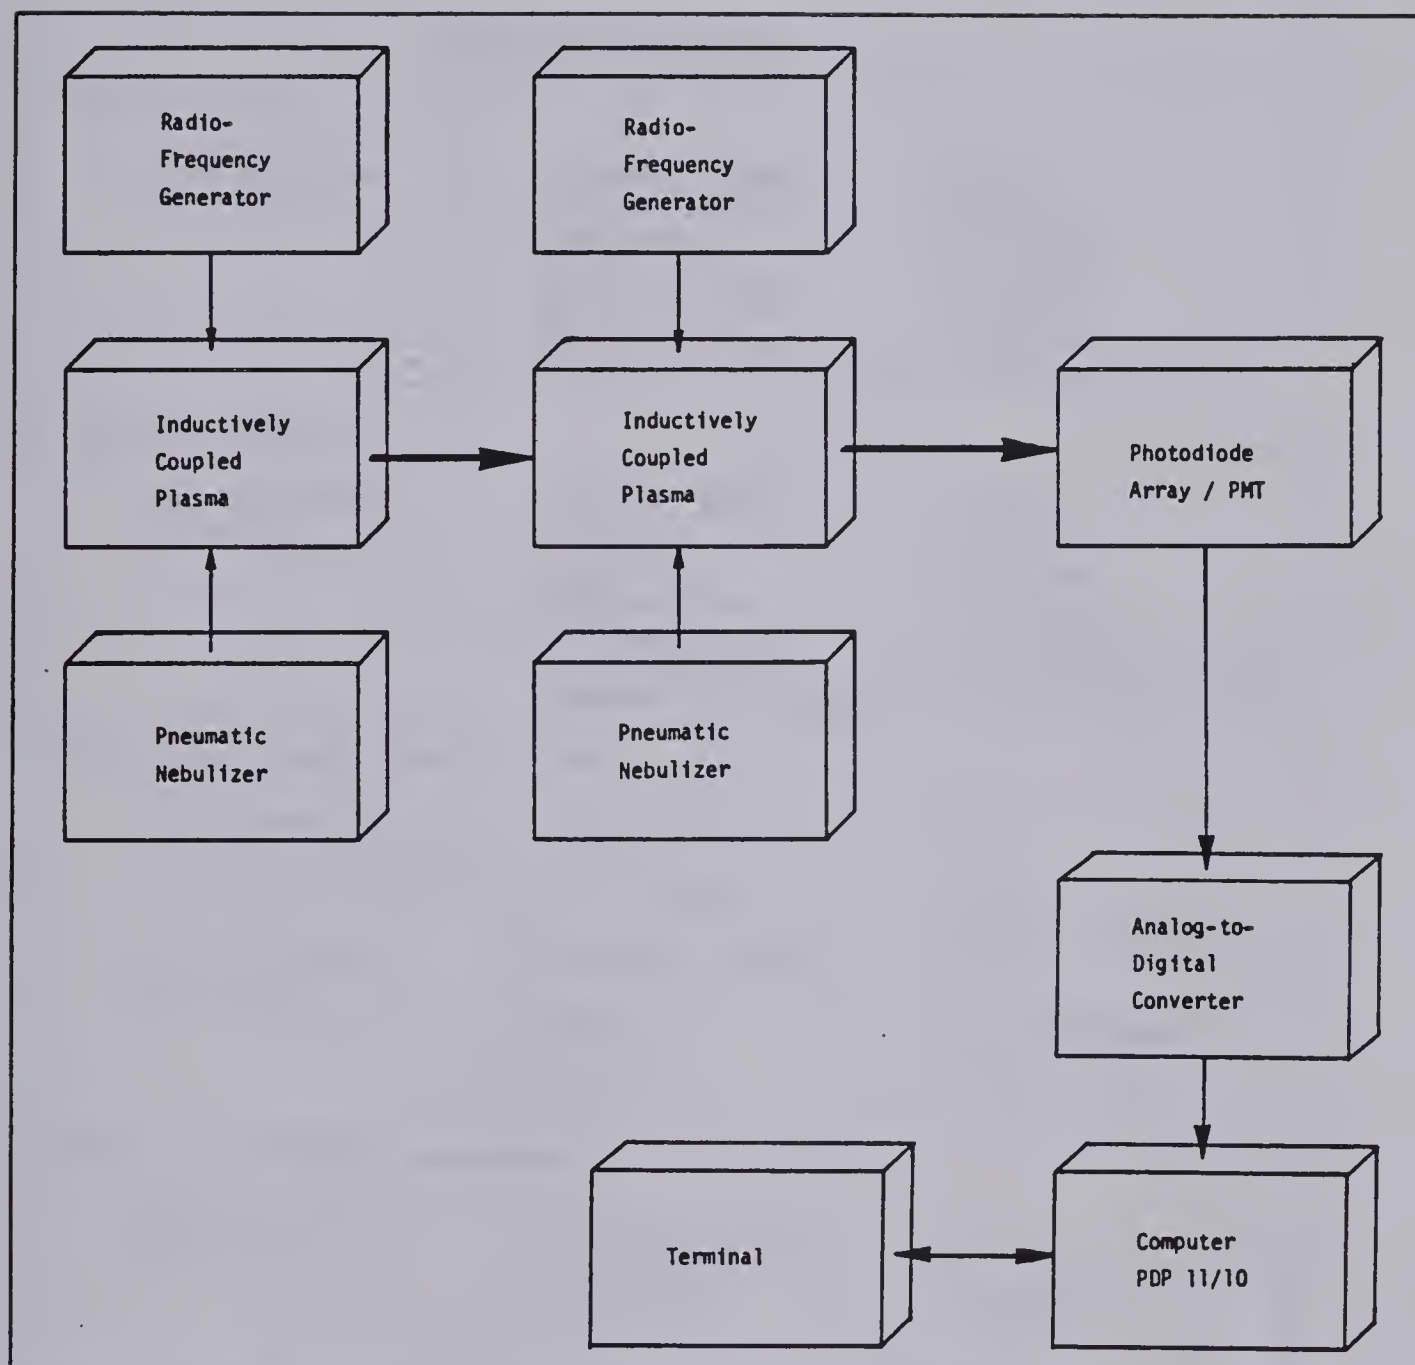 Radio-
Frequency
Generator
Radio-
Frequency
Generator
Inductively
Coupled
Plasma
Inductively
Coupled
Plasma
Photodiode
Array / PMT
Pneumatic
Nebulizer
Pneumatic
Nebulizer
Analog-to-
Digital
Converter
Terminal
Computer
PDP 11/10